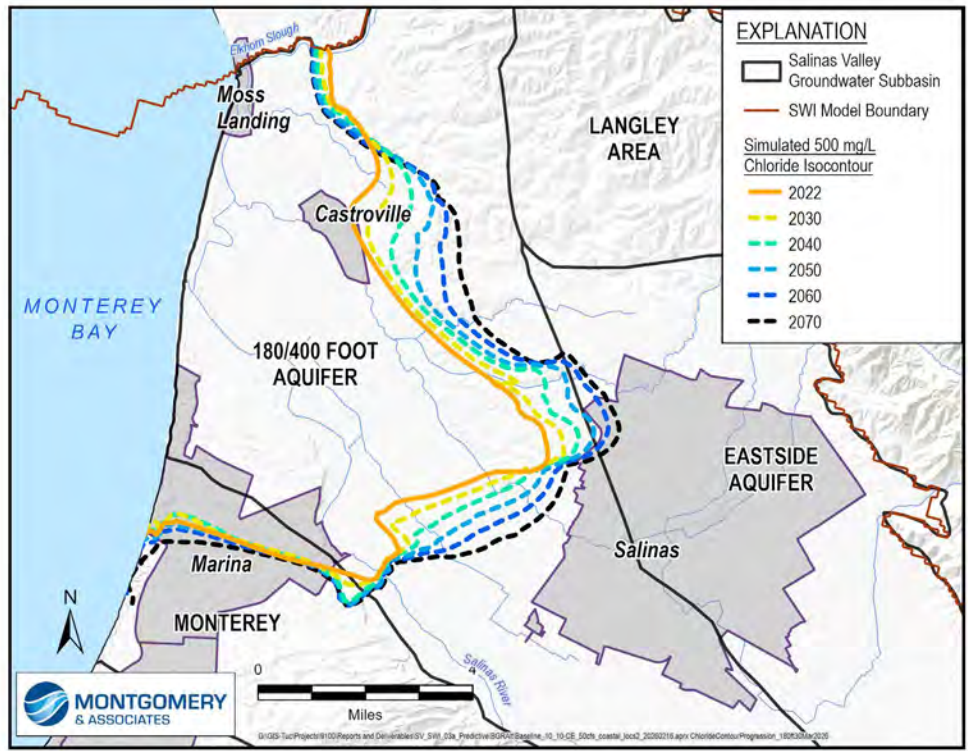 Elkhorn Slough
Moss
Landing
LANGLEY
AREA
Castroville
MONTEREY
BAY
180/400 FOOT
AQUIFER
EASTSIDE
AQUIFER
Salinas
Marina
MONTEREY
Salinas River
N
0 4
Miles
MONTGOMERY
& ASSOCIATES
EXPLANATION
Salinas Valley
Groundwater Subbasin
SWI Model Boundary
Simulated 500 mg/L
Chloride Isocontour
2022
2030
2040
2050
2060
2070